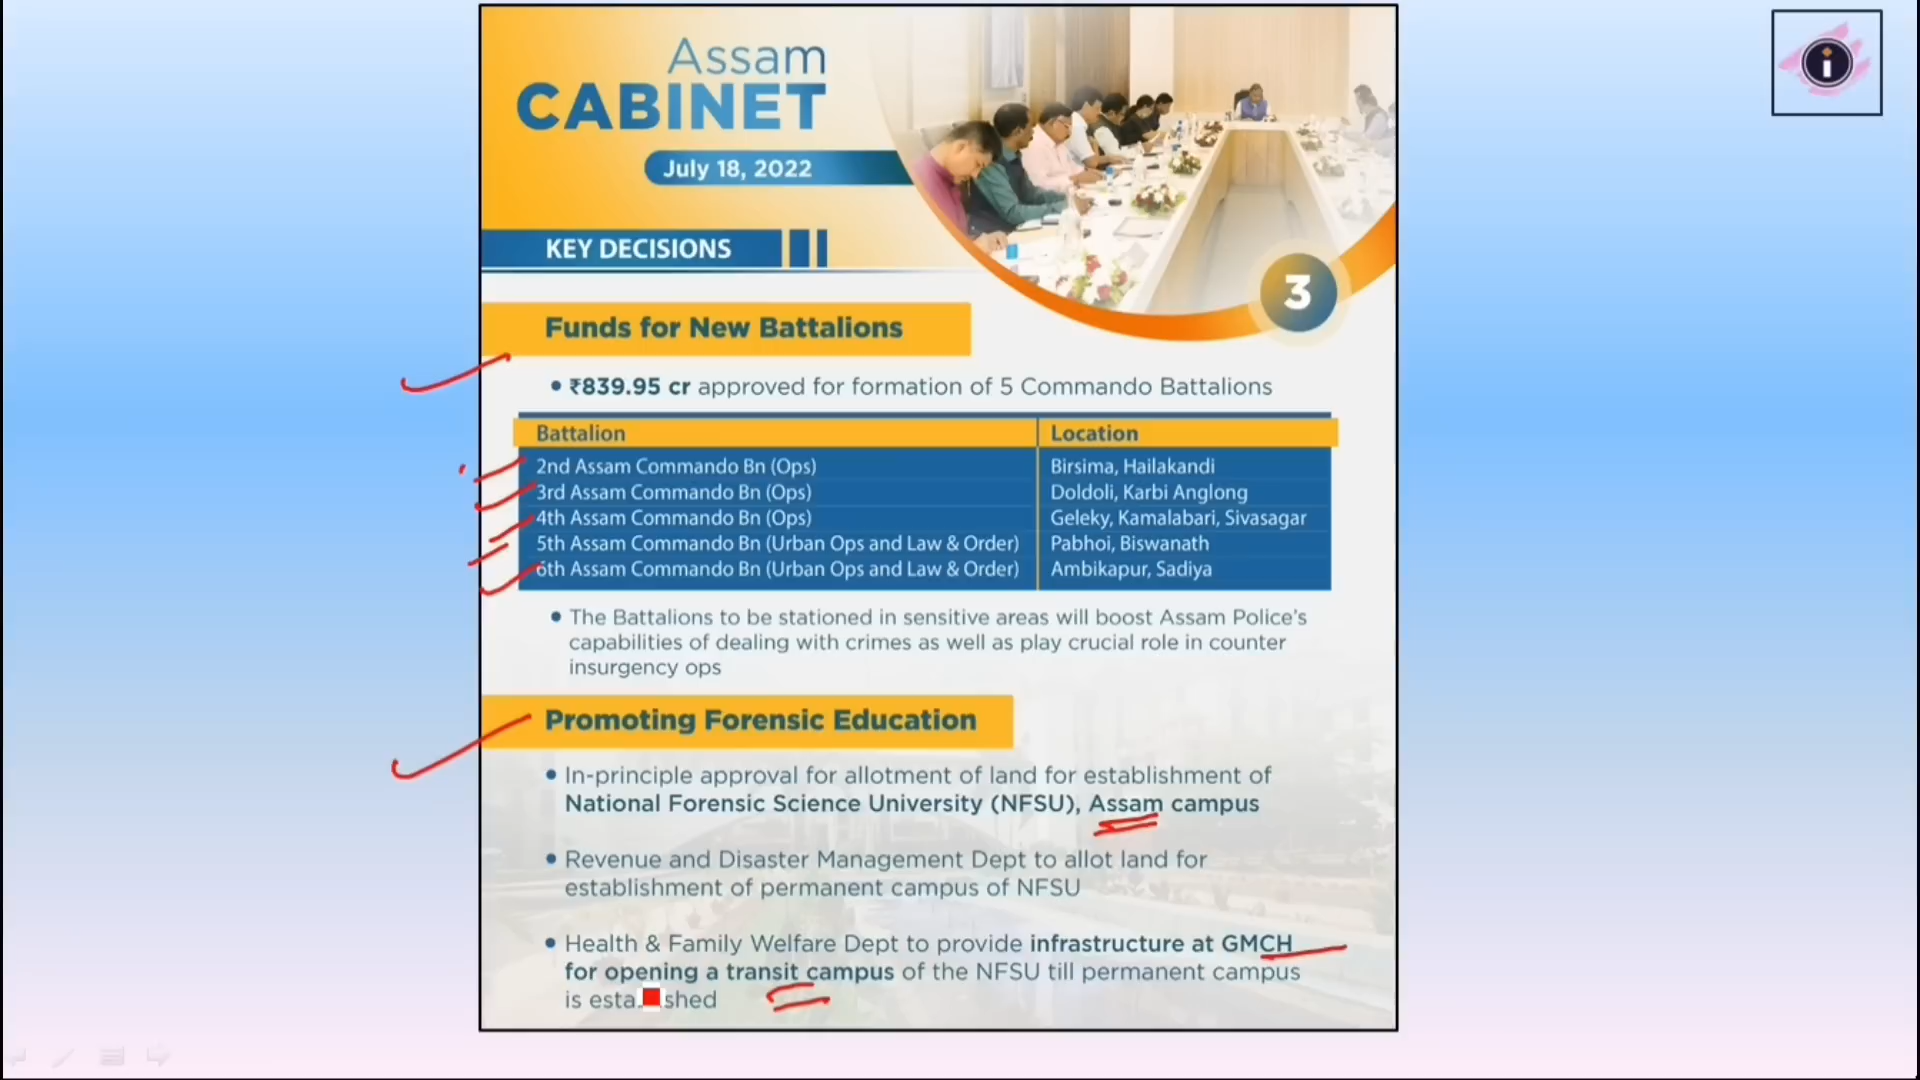 Assam
CABINET
July 18, 2022
KEY DECISIONS
3
Funds for New Battalions
• ₹839.95 cr approved for formation of 5 Commando Battalions
Battalion Location
2nd Assam Commando Bn (Ops) Birsima, Hailakandi
3rd Assam Commando Bn (Ops) Doldoli, Karbi Anglong
4th Assam Commando Bn (Ops) Geleky, Kamalabari, Sivasagar
5th Assam Commando Bn (Urban Ops and Law & Order) Pabhoi, Biswanath
6th Assam Commando Bn (Urban Ops and Law & Order) Ambikapur, Sadiya
• The Battalions to be stationed in sensitive areas will boost Assam Police's
capabilities of dealing with crimes as well as play crucial role in counter
insurgency ops
Promoting Forensic Education
• In-principle approval for allotment of land for establishment of
National Forensic Science University (NFSU), Assam campus
• Revenue and Disaster Management Dept to allot land for
establishment of permanent campus of NFSU
• Health & Family Welfare Dept to provide infrastructure at GMCH
for opening a transit campus of the NFSU till permanent campus
is
i